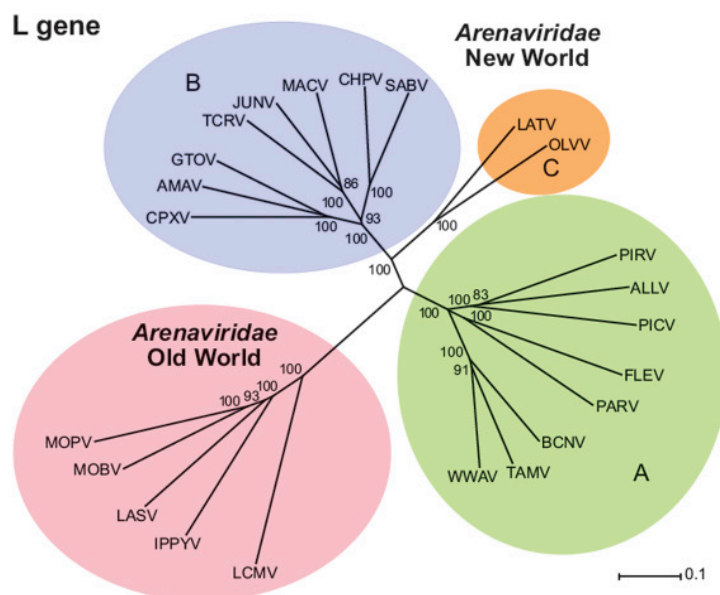 L gene
Arenaviridae
New World
B
MACV
CHPV
SABV
JUNV
TCRV
GTOV
AMAV
CPXV
86
100
100
93
100
100
100
LATV
OLVV
C
100
PIRV
ALLV
PICV
FLEV
PARV
BCNV
TAMV
WWAV
A
100
83
100
100
100
91
Arenaviridae
Old World
100
100
93
100
MOPV
MOBV
LASV
IPPYV
LCMV
0.1